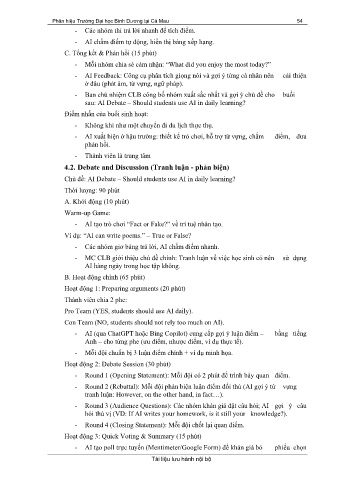 Phân hiệu Trường Đại học Bình Dương tại Cà Mau 54
- Các nhóm thi trả lời nhanh để tích điểm.
- AI chấm điểm tự động, hiển thị bảng xếp hạng.
C. Tổng kết & Phản hồi (15 phút)
- Mỗi nhóm chia sẻ cảm nhận: “What did you enjoy the most today?”
- AI Feedback: Công cụ phân tích giọng nói và gợi ý từng cá nhân nên cải thiện
ở đâu (phát âm, từ vựng, ngữ pháp).
- Ban chủ nhiệm CLB công bố nhóm xuất sắc nhất và gợi ý chủ đề cho buổi
sau: AI Debate – Should students use AI in daily learning?
Điểm nhấn của buổi sinh hoạt:
- Không khí như một chuyến đi du lịch thực thụ.
- AI xuất hiện ở hậu trường: thiết kế trò chơi, hỗ trợ từ vựng, chấm điểm, đưa
phản hồi.
- Thành viên là trung tâm
4.2. Debate and Discussion (Tranh luận - phản biện)
Chủ đề: AI Debate – Should students use AI in daily learning?
Thời lượng: 90 phút
A. Khởi động (10 phút)
Warm-up Game:
- AI tạo trò chơi “Fact or Fake?” về trí tuệ nhân tạo.
Ví dụ: “AI can write poems.” – True or False?
- Các nhóm giơ bảng trả lời, AI chấm điểm nhanh.
- MC CLB giới thiệu chủ đề chính: Tranh luận về việc học sinh có nên sử dụng
AI hàng ngày trong học tập không.
B. Hoạt động chính (65 phút)
Hoạt động 1: Preparing arguments (20 phút)
Thành viên chia 2 phe:
Pro Team (YES, students should use AI daily).
Con Team (NO, students should not rely too much on AI).
- AI (qua ChatGPT hoặc Bing Copilot) cung cấp gợi ý luận điểm – bằng tiếng
Anh – cho từng phe (ưu điểm, nhược điểm, ví dụ thực tế).
- Mỗi đội chuẩn bị 3 luận điểm chính + ví dụ minh họa.
Hoạt động 2: Debate Session (30 phút)
- Round 1 (Opening Statement): Mỗi đội có 2 phút để trình bày quan điểm.
- Round 2 (Rebuttal): Mỗi đội phản biện luận điểm đối thủ (AI gợi ý từ vựng
tranh luận: However, on the other hand, in fact…).
- Round 3 (Audience Questions): Các nhóm khán giả đặt câu hỏi; AI gợi ý câu
hỏi thú vị (VD: If AI writes your homework, is it still your knowledge?).
- Round 4 (Closing Statement): Mỗi đội chốt lại quan điểm.
Hoạt động 3: Quick Voting & Summary (15 phút)
- AI tạo poll trực tuyến (Mentimeter/Google Form) để khán giả bỏ phiếu chọn
Tài liệu lưu hành nội bộ